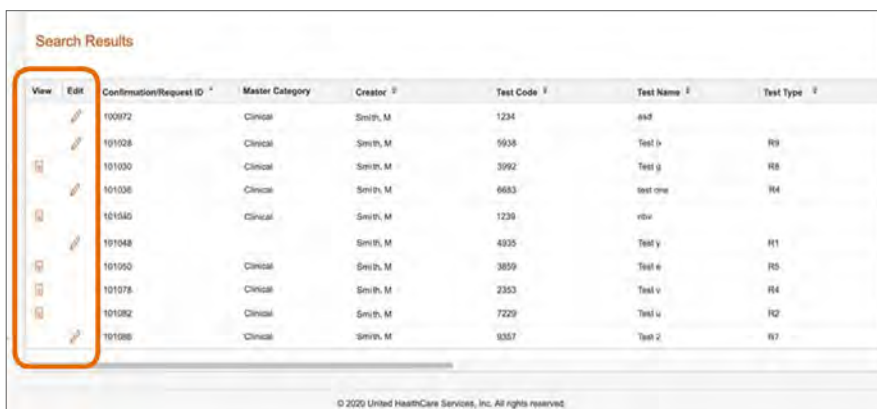 Search Results
View Edit Confirmation/Request ID Master Category Creator Test Code Test Name Test Type
100972 Clinical Smith, M 1234 asd
101028 Clinical Smith, M 5938 Test R9
101030 Clinical Smith, M 3992 Test g R8
101036 Clinical Smith, M 6683 test one R4
101040 Clinical Smith, M 1239
101048 Smith, M 4935 Test y R1
101050 Clinical Smith, M 3859 Test e R5
101078 Clinical Smith, M 2353 Test v R4
101082 Clinical Smith, M 7229 Test u R2
101086 Clinical Smith, M 9357 Test 2 R7
© 2020 United HealthCare Services, Inc. All rights reserved.